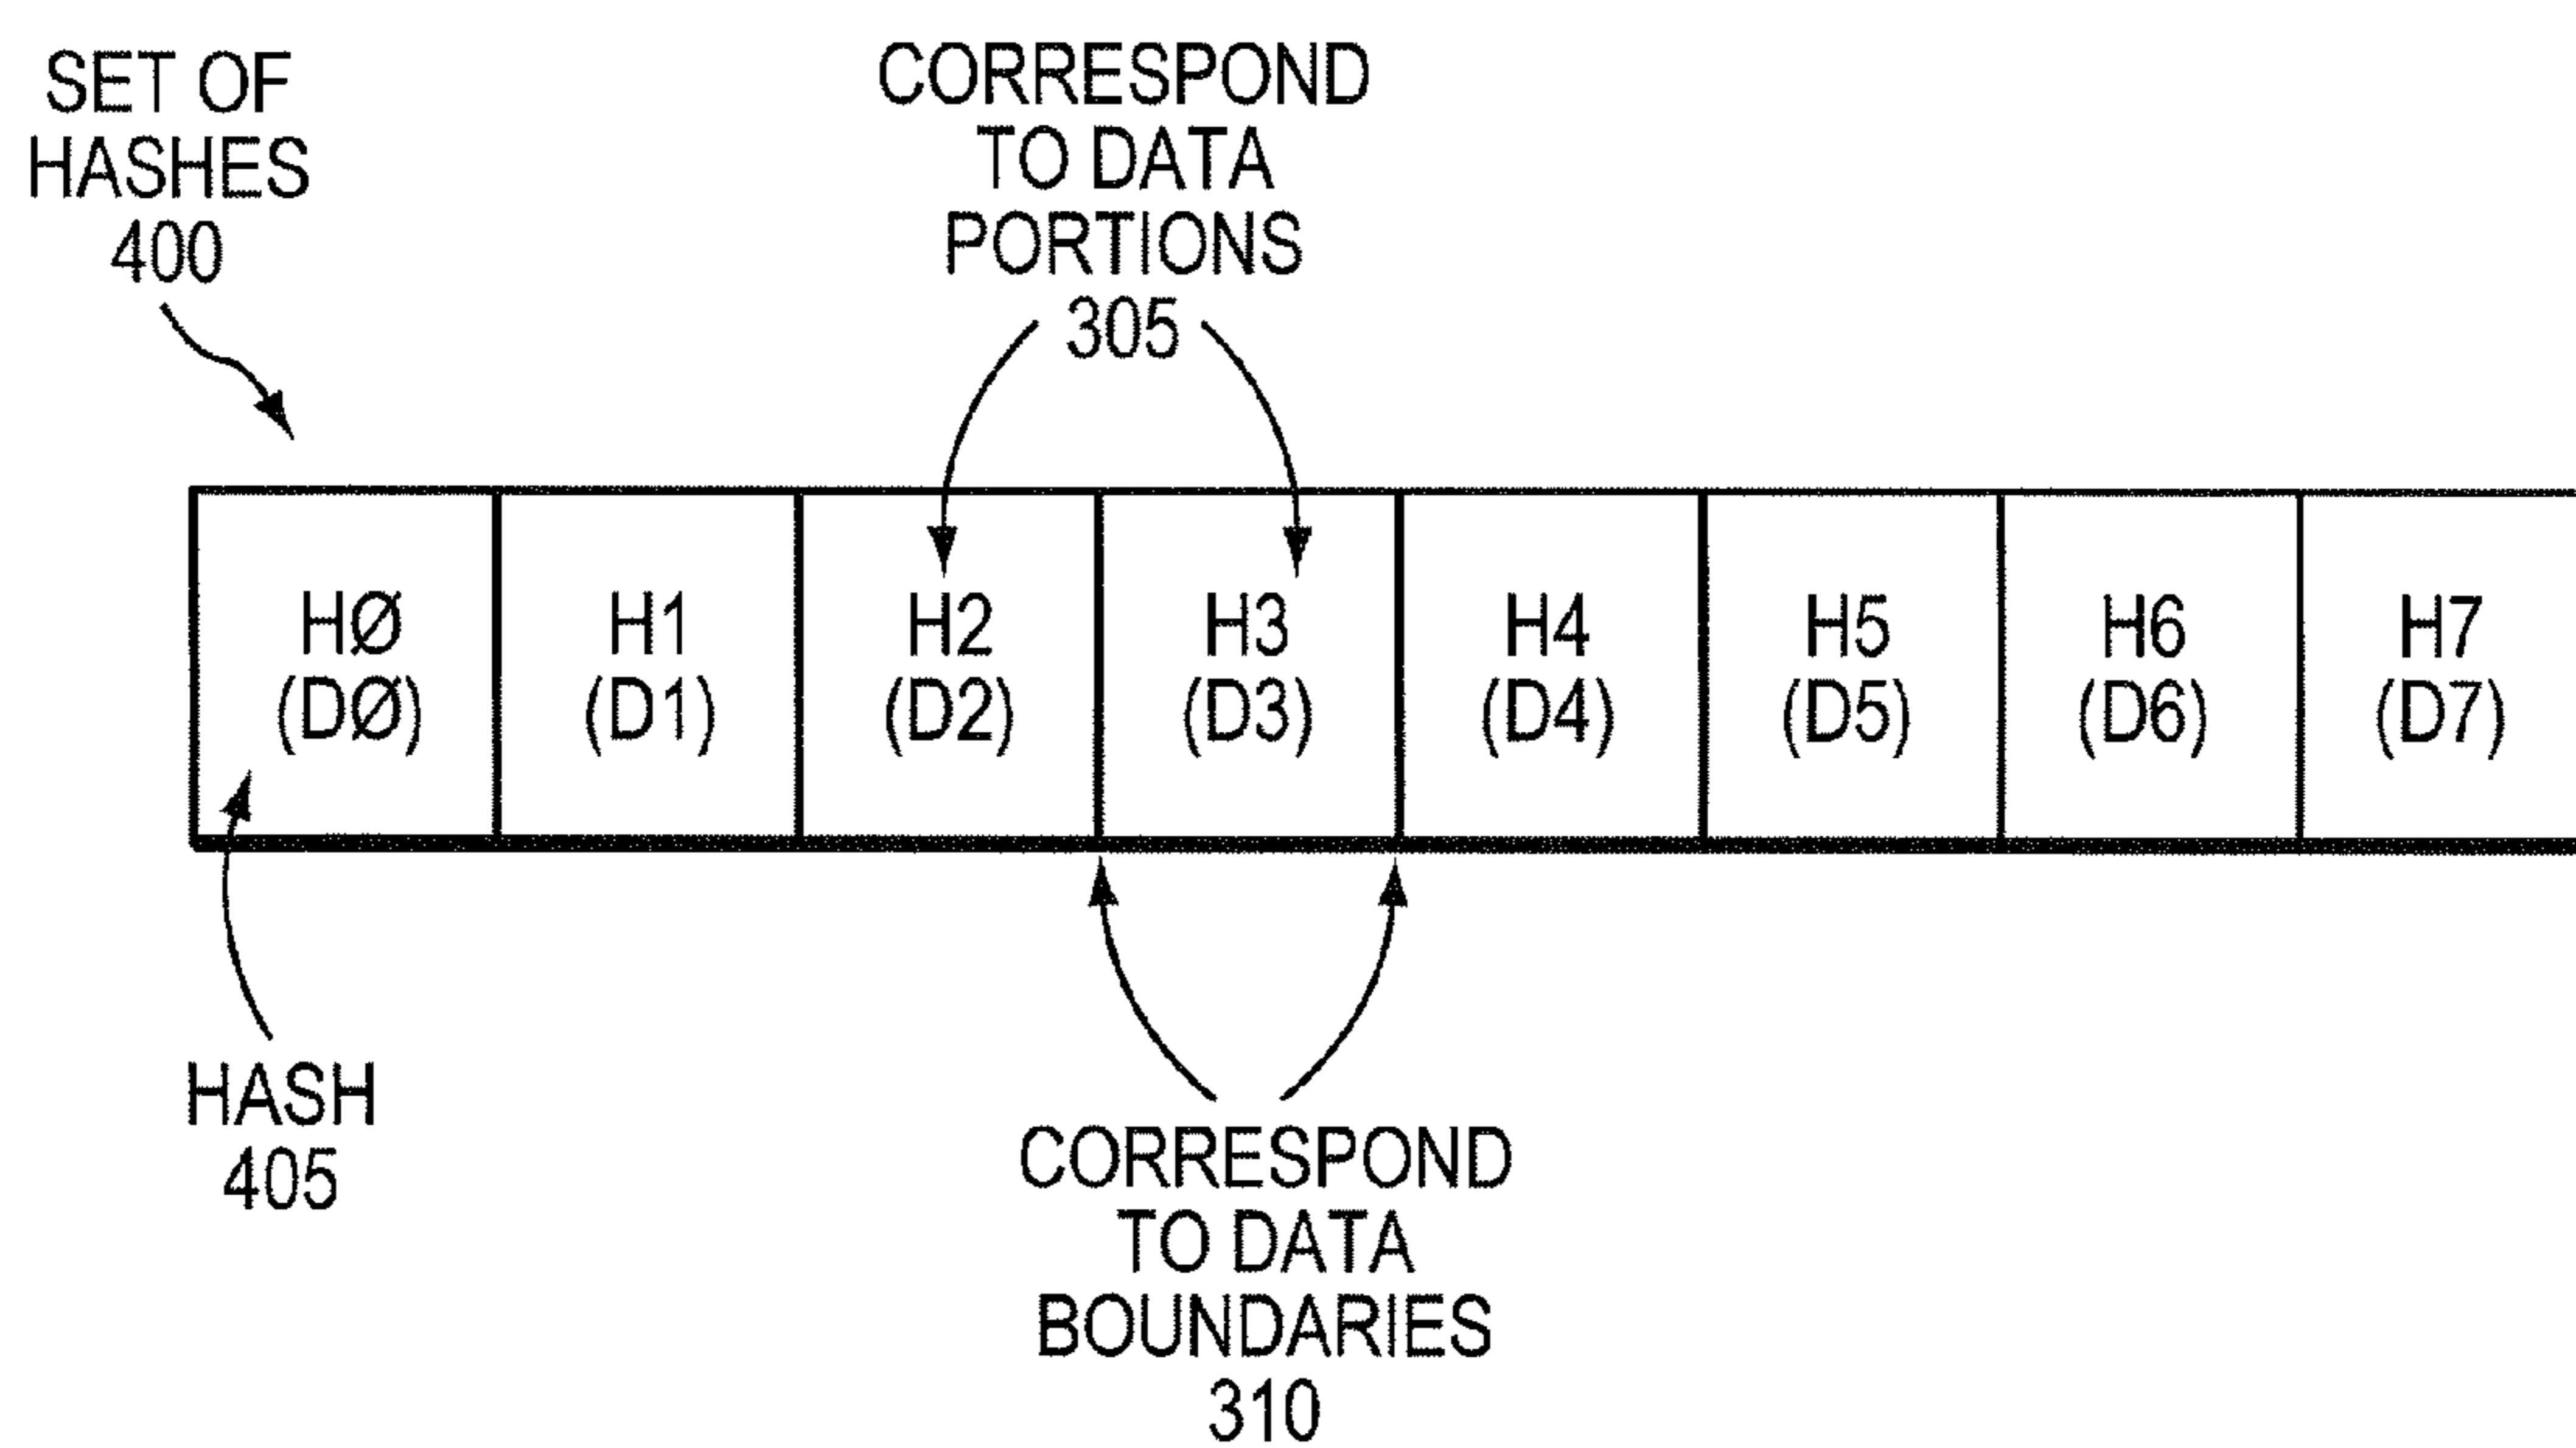 SET OF
HASHES
400
CORRESPOND
TO DATA
PORTIONS
305
HØ H1 H2 H3 H4 H5 H6 H7
(DØ) (D1) (D2) (D3) (D4) (D5) (D6) (D7)
HASH
405
CORRESPOND
TO DATA
BOUNDARIES
310